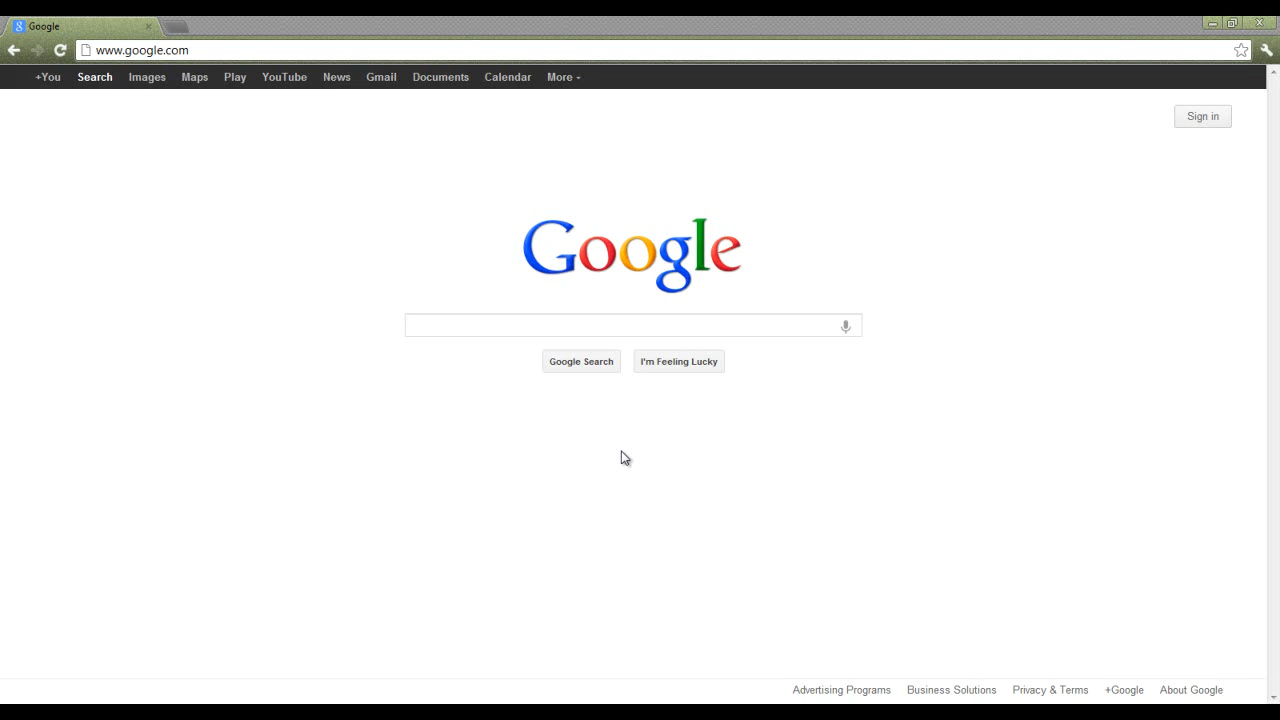 Google
www.google.com
+You Search Images Maps Play YouTube News Gmail Documents Calendar More
Sign in
Google
Google Search I'm Feeling Lucky
Advertising Programs Business Solutions Privacy & Terms +Google About Google